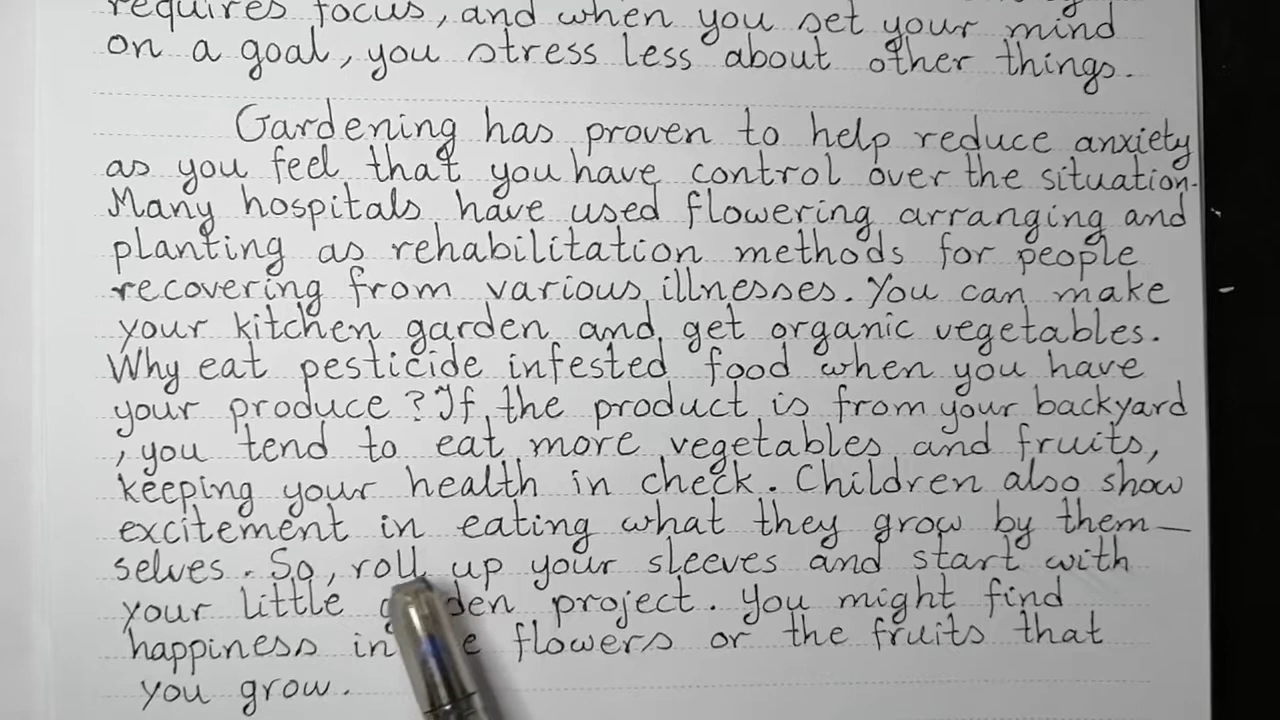 requires focus, and when you set your mind
on a goal, you stress less about other things.
Gardening has proven to help reduce anxiety
as you feel that you have control over the situation.
Many hospitals have used flowering arranging and
planting as rehabilitation methods for people
recovering from various illnesses. You can make
your kitchen garden and get organic vegetables.
Why eat pesticide infested food when you have
your produce? If the product is from your backyard
, you tend to eat more vegetables and fruits,
keeping your health in check. Children also show
excitement in eating what they grow by them-
selves. So, roll up your sleeves and start with
your little project. You might find
happiness in flowers or the fruits that
you grow.